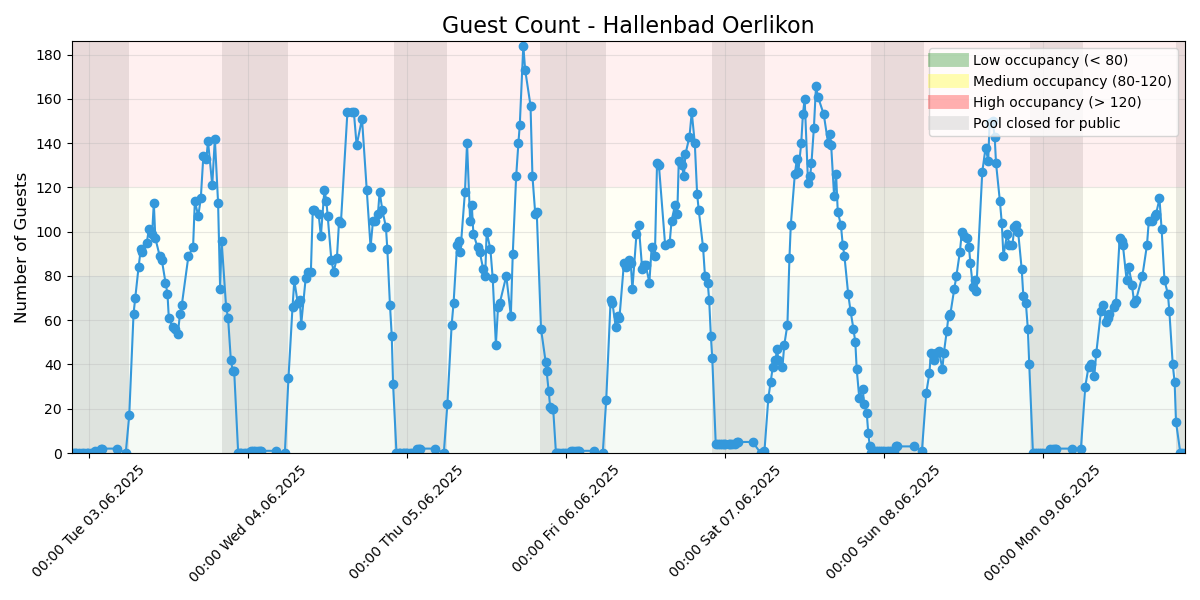 Guest Count - Hallenbad Oerlikon
Number of Guests
180
160
140
120
100
80
60
40
20
0
Low occupancy (< 80)
Medium occupancy (80-120)
High occupancy (> 120)
Pool closed for public
00:00 Tue 03.06.2025
00:00 Wed 04.06.2025
00:00 Thu 05.06.2025
00:00 Fri 06.06.2025
00:00 Sat 07.06.2025
00:00 Sun 08.06.2025
00:00 Mon 09.06.2025